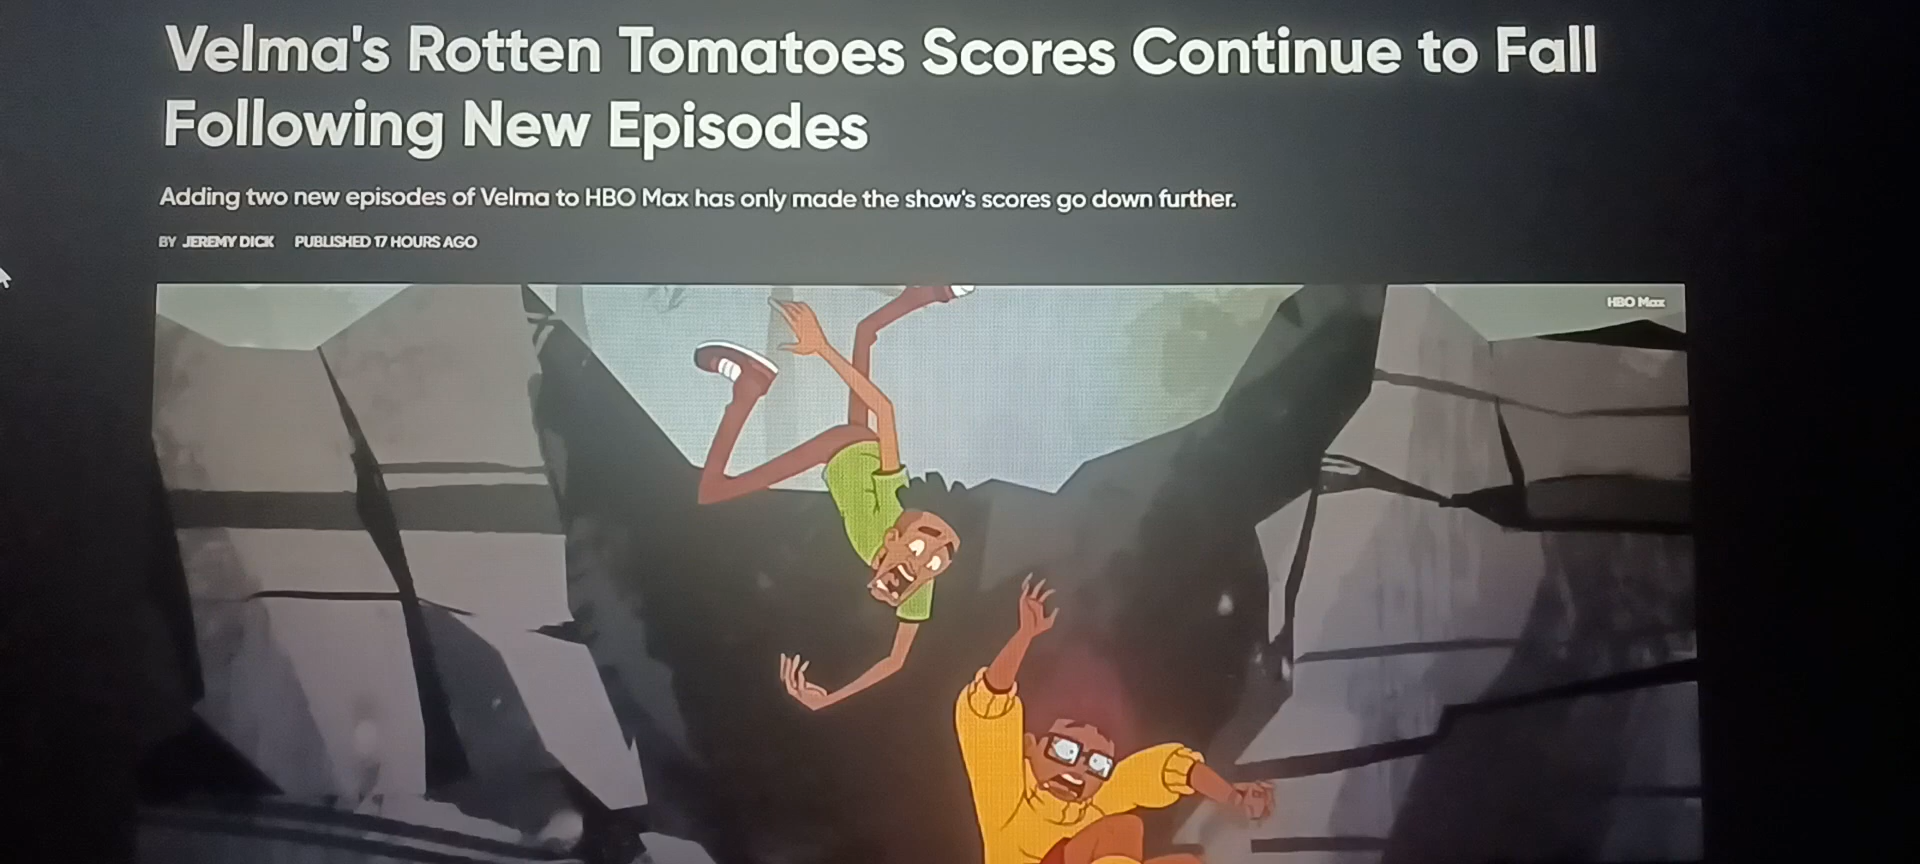 Velma's Rotten Tomatoes Scores Continue to Fall
Following New Episodes
Adding two new episodes of Velma to HBO Max has only made the show's scores go down further.
BY JEREMY DICK PUBLISHED 17 HOURS AGO
HBO Max